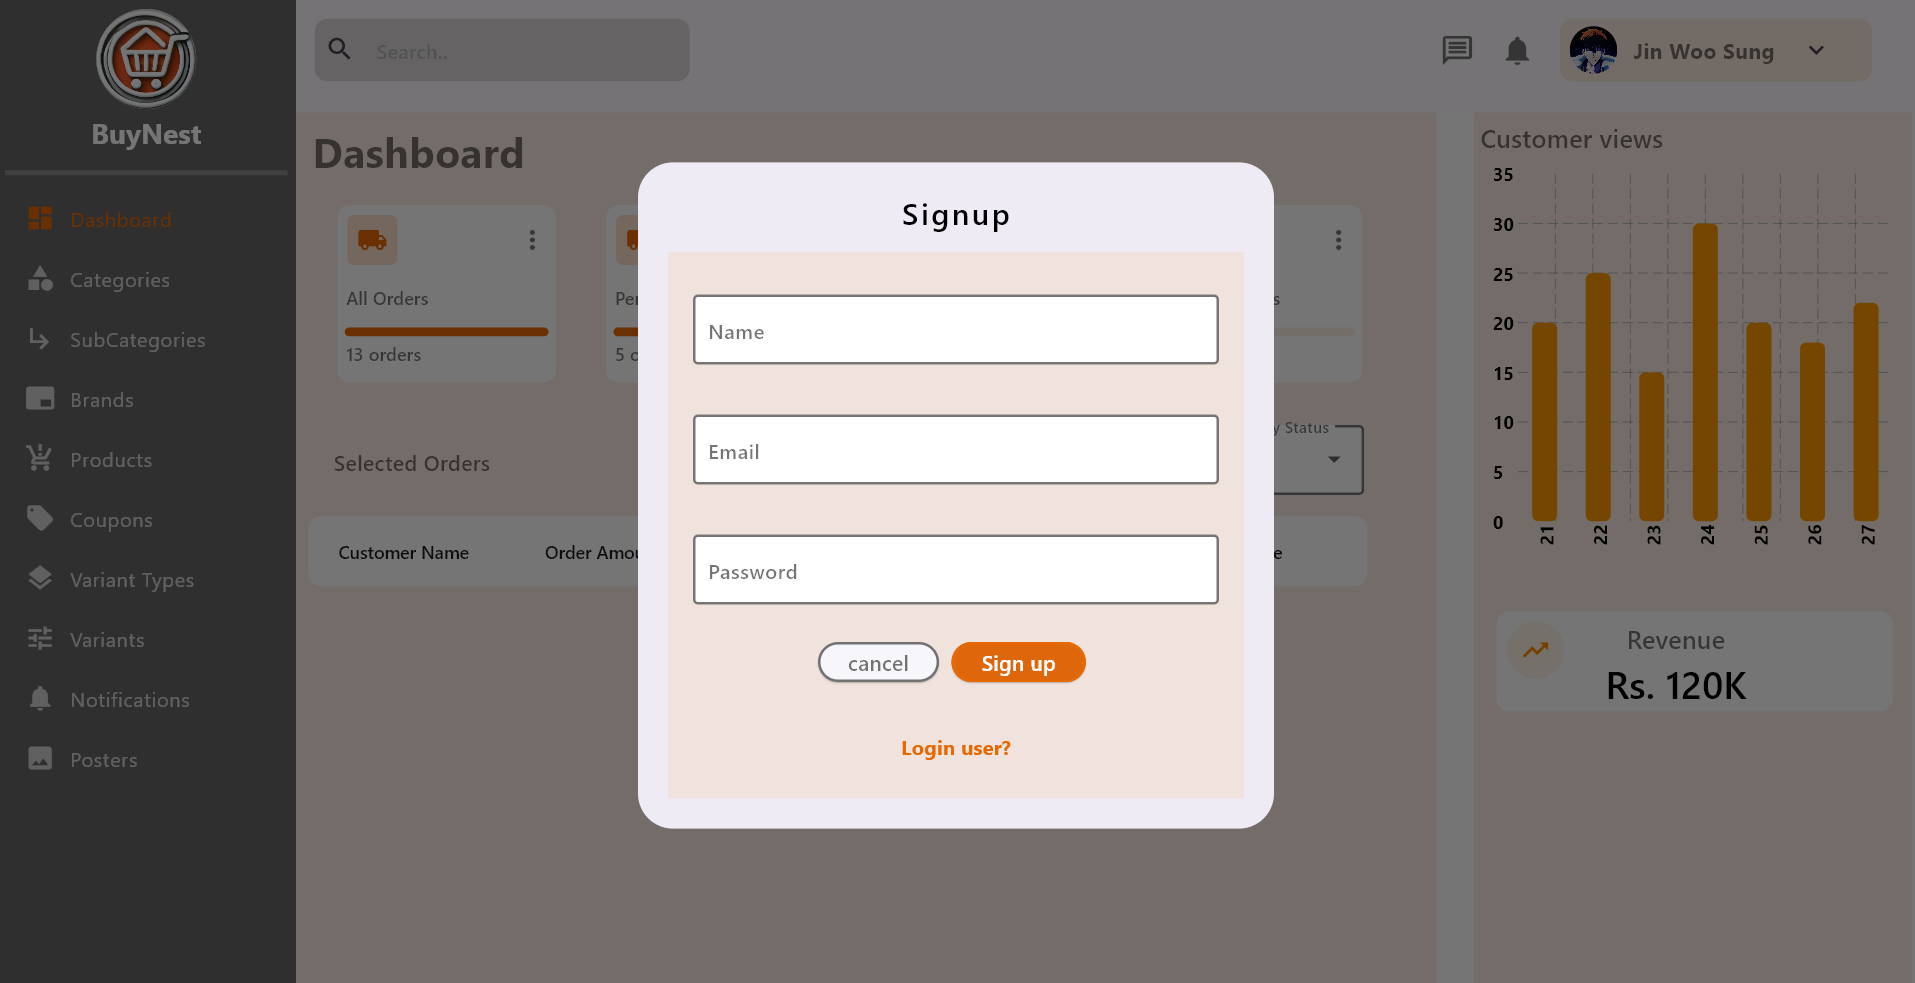 BuyNest
Dashboard
Categories
SubCategories
Brands
Products
Coupons
Variant Types
Variants
Notifications
Posters
Search..
Jin Woo Sung
Dashboard
All Orders
13 orders
5
Selected Orders
y Status
Customer Name
Order Amou
Signup
Name
Email
Password
cancel
Sign up
Login user?
Customer views
35
30
25
20
15
10
5
0
21
22
23
24
25
26
27
Revenue
Rs. 120K